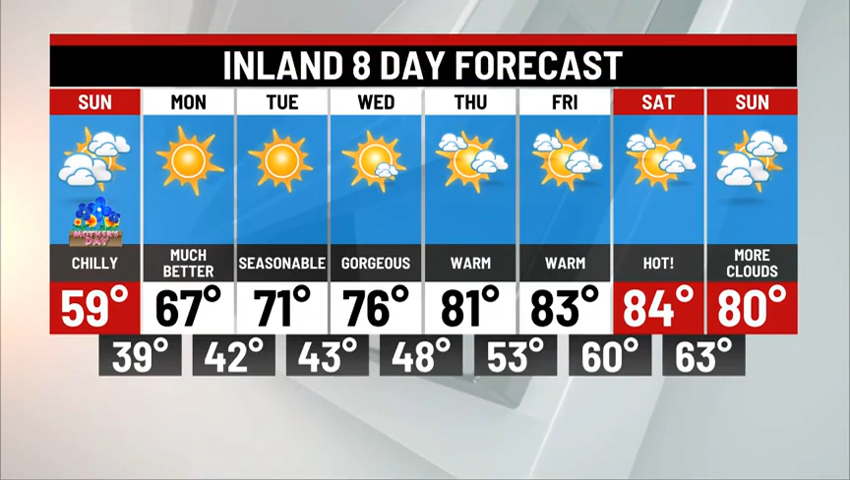 INLAND 8 DAY FORECAST
SUN MON TUE WED THU FRI SAT SUN
MOTHER'S
DAY
CHILLY MUCH BETTER SEASONABLE GORGEOUS WARM WARM HOT! MORE CLOUDS
59° 67° 71° 76° 81° 83° 84° 80°
39° 42° 43° 48° 53° 60° 63°